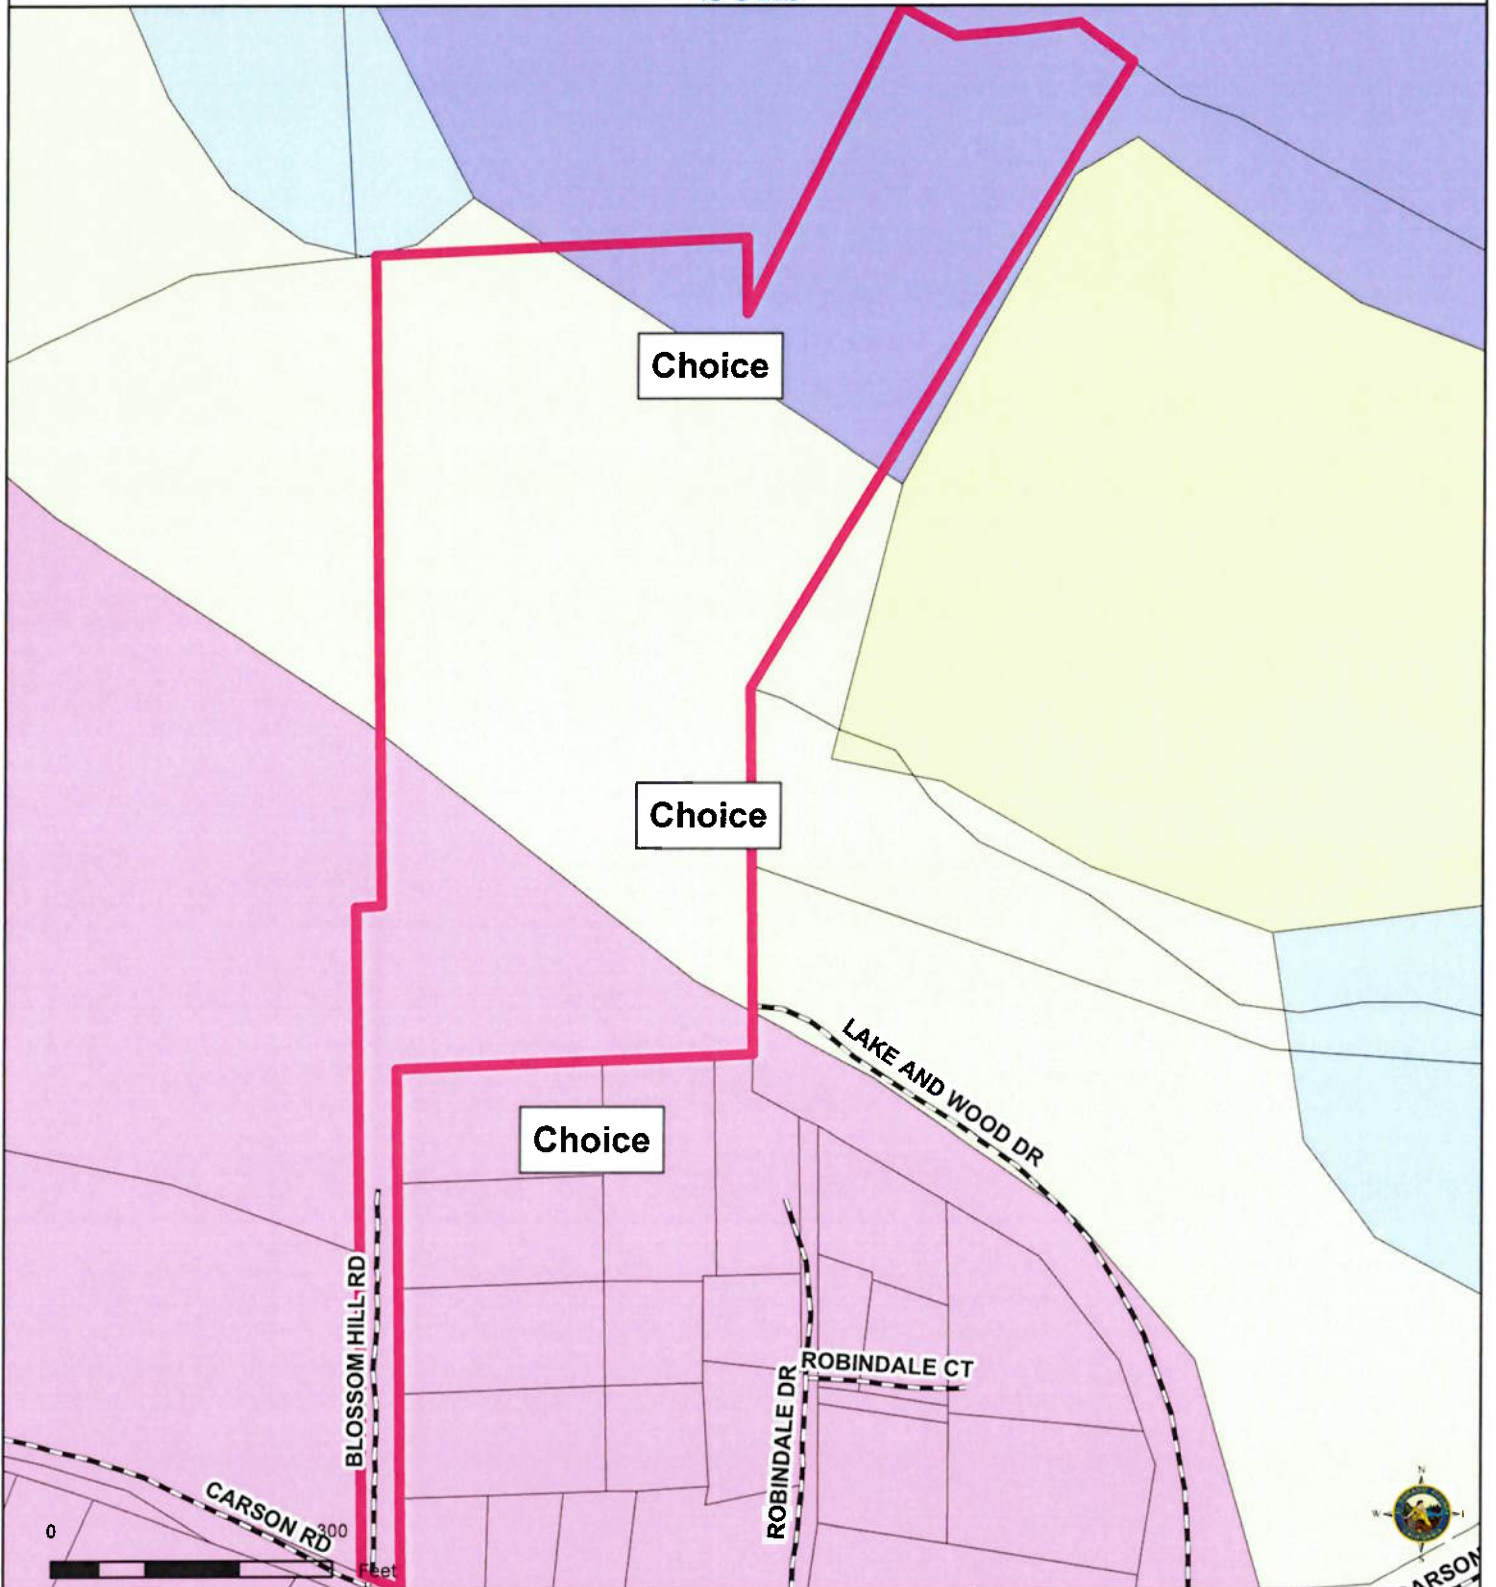 Choice
Choice
LAKE AND WOOD DR
Choice
BLOSSOM HILL RD
ROBINDALE CT
ROBINDALE DR
CARSON RD
0
300
Feet
N
W
S
ARSON